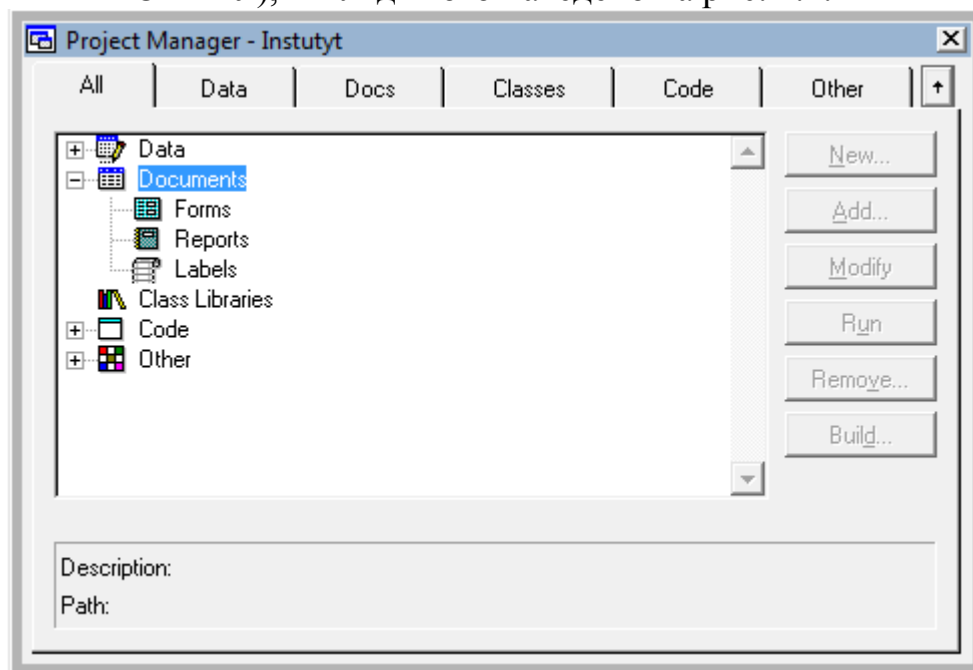 Project Manager - Instutyt
All Data Docs Classes Code Other
Data
Documents
Forms
Reports
Labels
Class Libraries
Code
Other
New...
Add...
Modify
Run
Remove...
Build...
Description:
Path: